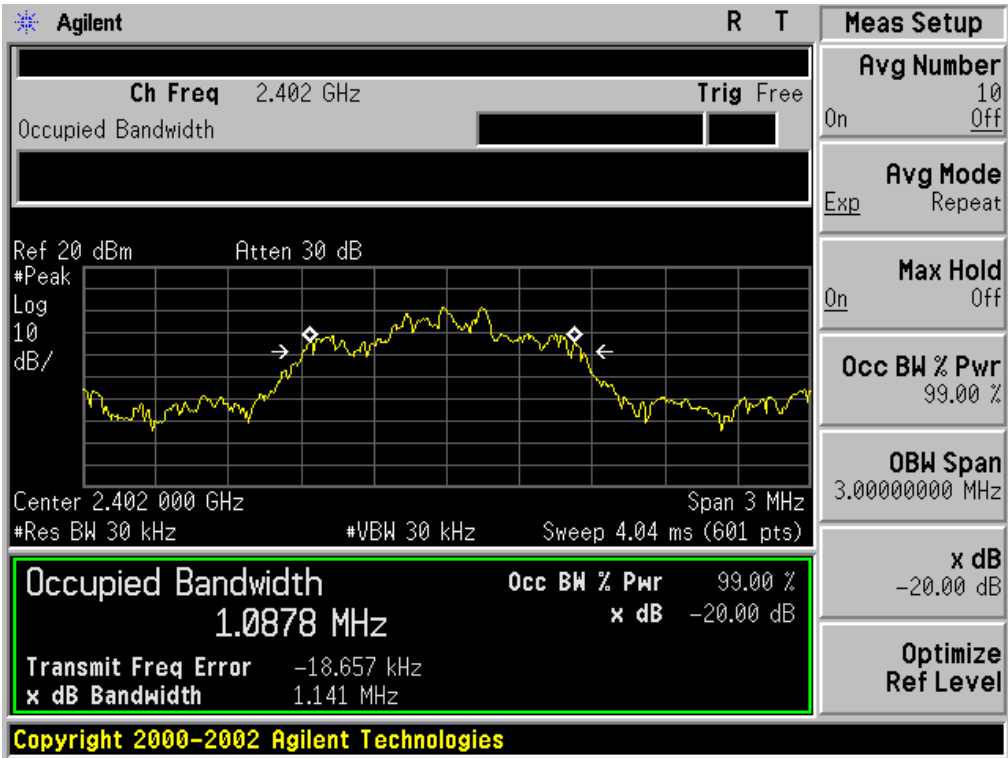 Agilent R T
Ch Freq 2.402 GHz Trig Free
Occupied Bandwidth
Ref 20 dBm Atten 30 dB
#Peak
Log
10
dB/
Center 2.402 000 GHz Span 3 MHz
#Res BW 30 kHz #VBW 30 kHz Sweep 4.04 ms (601 pts)
Occupied Bandwidth Occ BW % Pwr 99.00 %
1.0878 MHz x dB -20.00 dB
Transmit Freq Error -18.657 kHz
x dB Bandwidth 1.141 MHz
Copyright 2000-2002 Agilent Technologies
Meas Setup
Avg Number
10
On Off
Avg Mode
Exp Repeat
Max Hold
On Off
Occ BW % Pwr
99.00 %
OBW Span
3.00000000 MHz
x dB
-20.00 dB
Optimize
Ref Level